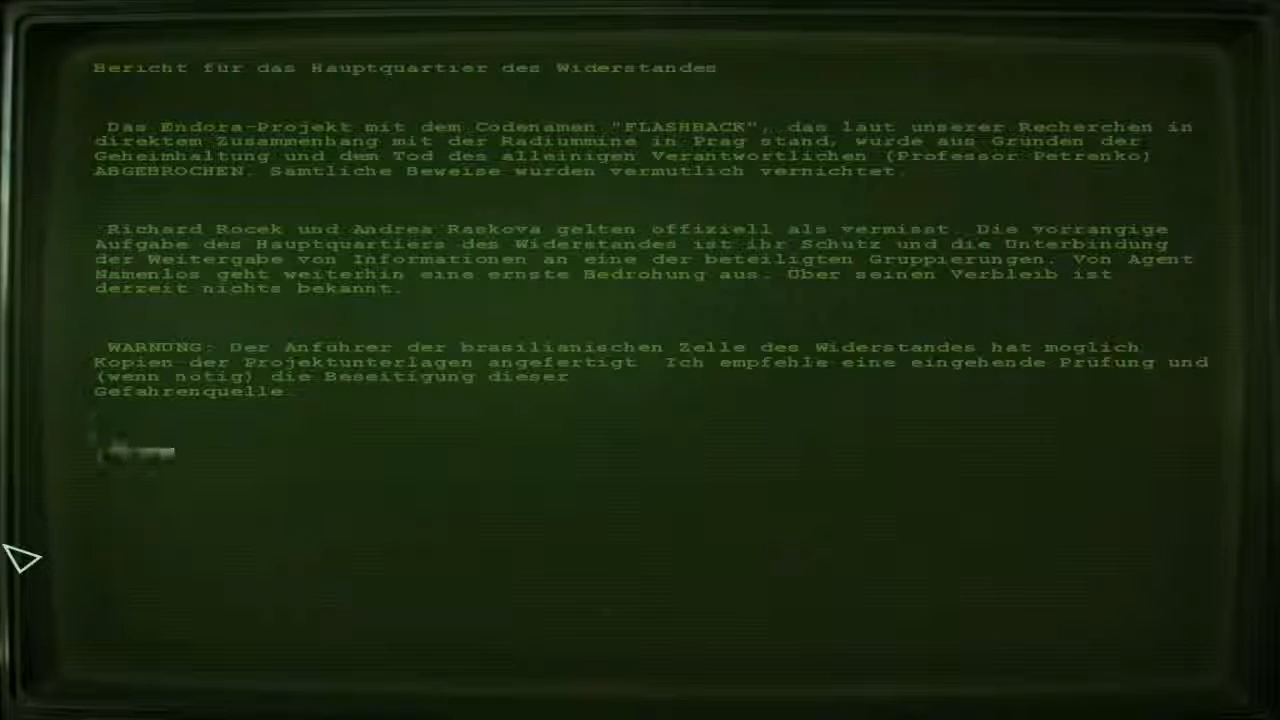 Bericht für das Hauptquartier des Widerstandes
Das Endora-Projekt mit dem Codenamen "FLASHBACK", das laut unserer Recherchen in
direktem Zusammenhang mit der Radiummine in Prag stand, wurde aus Gründen der
Geheimhaltung und dem Tod des alleinigen Verantwortlichen (Professor Petrenko)
ABGEBROCHEN. Sämtliche Beweise wurden vermutlich vernichtet.
Richard Rocek und Andrea Raskova gelten offiziell als vermisst. Die vorrangige
Aufgabe des Hauptquartiers des Widerstandes ist ihr Schutz und die Unterbindung
der Weitergabe von Informationen an eine der beteiligten Gruppierungen. Von Agent
Namenlos geht weiterhin eine ernste Bedrohung aus. Über seinen Verbleib ist
derzeit nichts bekannt.
WARNUNG: Der Anführer der brasilianischen Zelle des Widerstandes hat möglich
Kopien der Projektunterlagen angefertigt. Ich empfehle eine eingehende Prüfung und
(wenn nötig) die Beseitigung dieser
Gefahrenquelle.